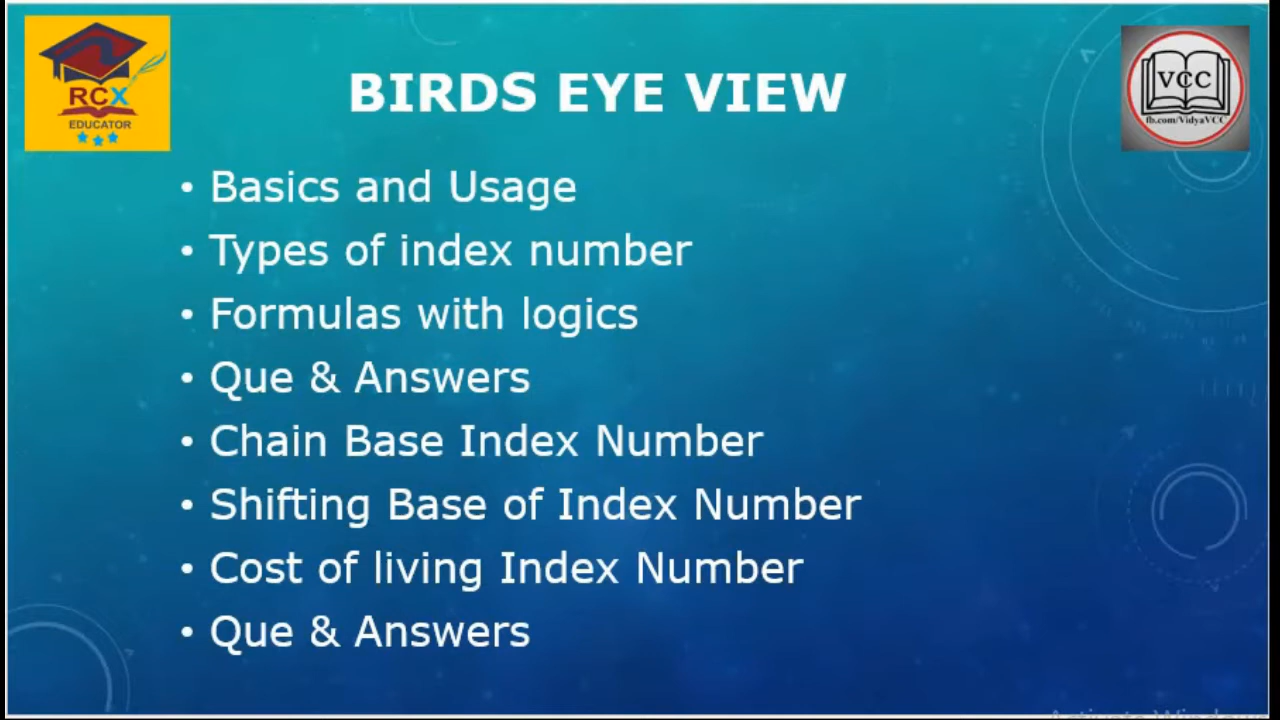 RCX
EDUCATOR
BIRDS EYE VIEW
VCC
fb.com/VidyaVCC
• Basics and Usage
• Types of index number
• Formulas with logics
• Que & Answers
• Chain Base Index Number
• Shifting Base of Index Number
• Cost of living Index Number
• Que & Answers